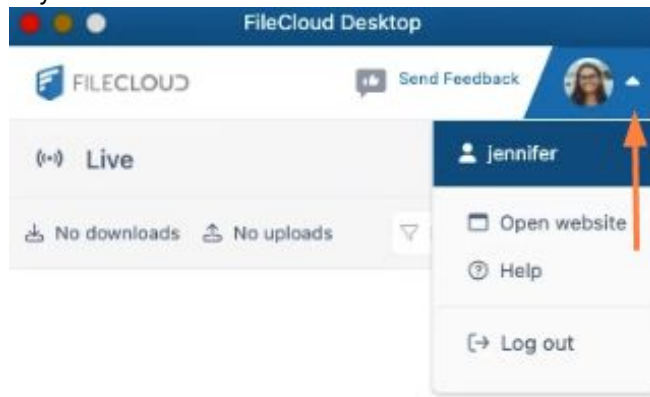 FileCloud Desktop
FILECLOUD
Send Feedback
Live
jennifer
No downloads
No uploads
Open website
Help
Log out